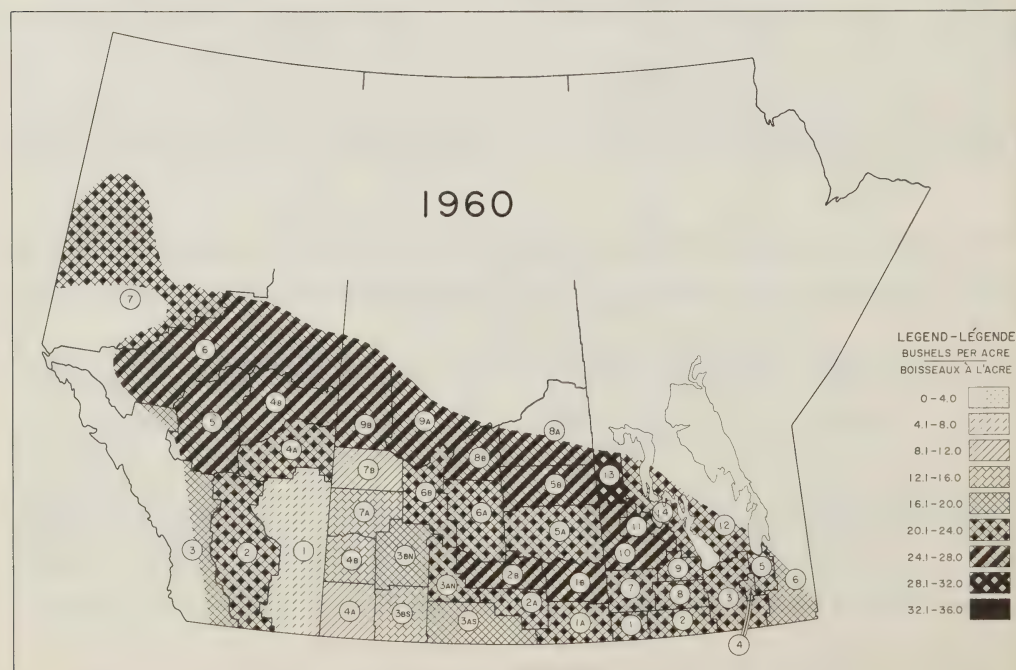 1960
7
6
5
4B
4A
3
2
1
9B
9A
8B
8A
7B
7A
6B
6A
5B
5A
4B
4A
3BN
3BS
3AN
3AS
2B
2A
1B
1A
13
14
12
11
10
9
8
7
5
6
3
2
1
4
LEGEND-LÉGENDE
BUSHELS PER ACRE
BOISSEAUX À L'ACRE
0-4.0
4.1-8.0
8.1-12.0
12.1-16.0
16.1-20.0
20.1-24.0
24.1-28.0
28.1-32.0
32.1-36.0